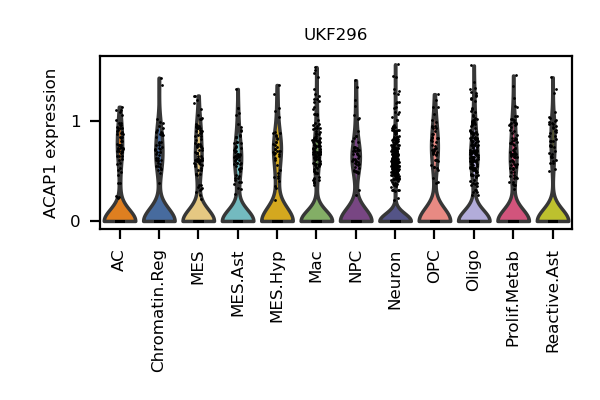 UKF296
ACAP1 expression
1
0
AC
Chromatin.Reg
MES
MES.Ast
MES.Hyp
Mac
NPC
Neuron
OPC
Oligo
Prolif.Metab
Reactive.Ast